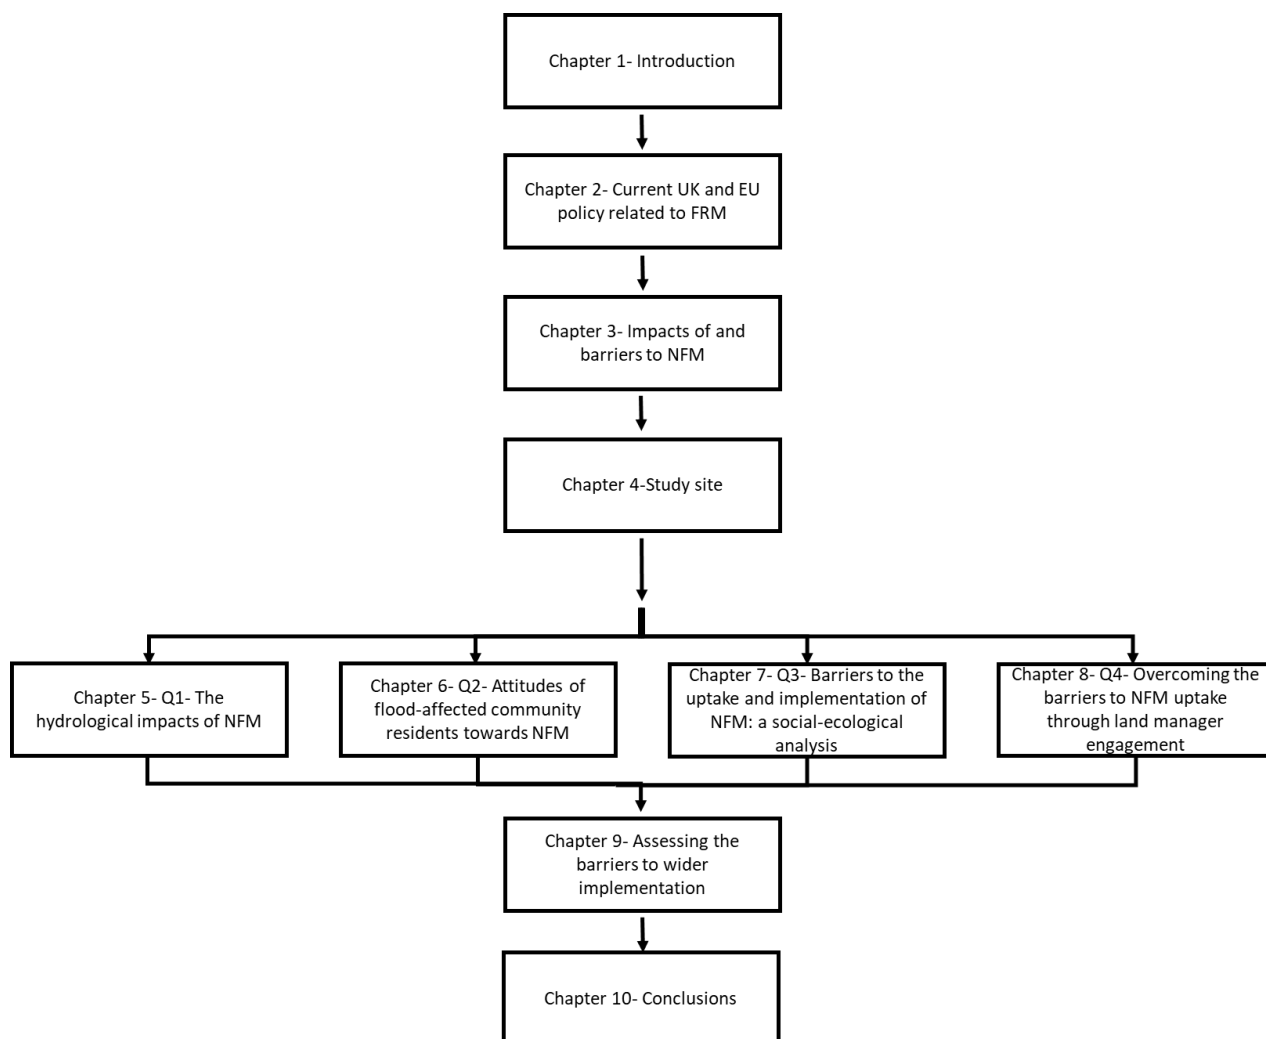 Chapter 1- Introduction
Chapter 2- Current UK and EU
policy related to FRM
Chapter 3- Impacts of and
barriers to NFM
Chapter 4-Study site
Chapter 5- Q1- The
hydrological impacts of NFM
Chapter 6- Q2- Attitudes of
flood-affected community
residents towards NFM
Chapter 7- Q3- Barriers to the
uptake and implementation of
NFM: a social-ecological
analysis
Chapter 8- Q4- Overcoming the
barriers to NFM uptake
through land manager
engagement
Chapter 9- Assessing the
barriers to wider
implementation
Chapter 10- Conclusions